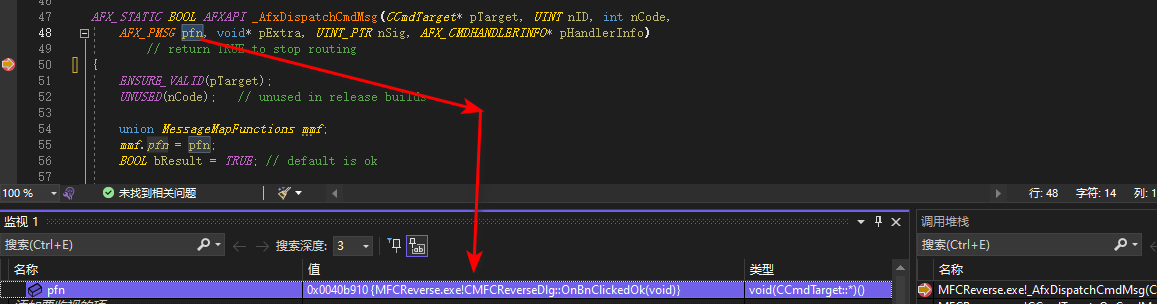 46
47 AFX_STATIC BOOL AFXAPI _AfxDispatchCmdMsg(CCmdTarget* pTarget, UINT nID, int nCode,
48 AFX_PMSG pfn, void* pExtra, UINT_PTR nSig, AFX_CMDHANDLERINFO* pHandlerInfo)
49 // return TRUE to stop routing
50 {
51 ENSURE_VALID(pTarget);
52 UNUSED(nCode); // unused in release builds
53
54 union MessageMapFunctions mmf;
55 mmf.pfn = pfn;
56 BOOL bResult = TRUE; // default is ok
57
100 % 未找到相关问题 行: 48 字符: 14 列: 1
监视 1 调用堆栈
搜索(Ctrl+E) 搜索深度: 3 搜索(Ctrl+E)
名称 值 类型 名称
pfn 0x0040b910 {MFCReverse.exe!CMFCReverseDlg::OnBnClickedOk(void)} void(CCmdTarget::*)() MFCReverse.exe!_AfxDispatchCmdMsg(C